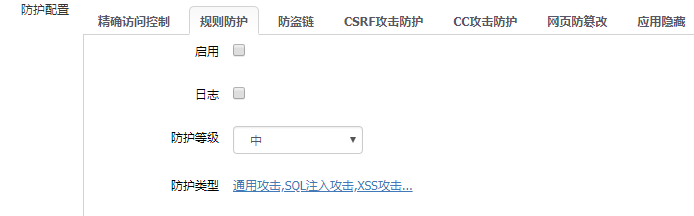 防护配置
精确访问控制 规则防护 防盗链 CSRF攻击防护 CC攻击防护 网页防篡改 应用隐藏
启用
日志
防护等级 中
防护类型 通用攻击,SQL注入攻击,XSS攻击...